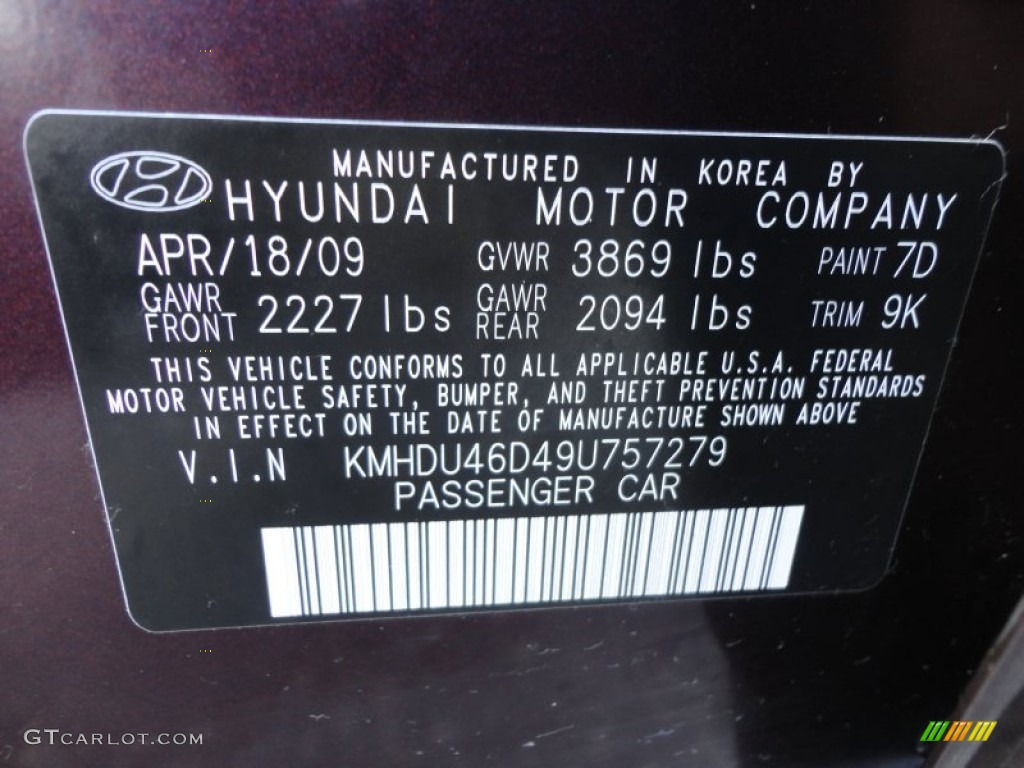 MANUFACTURED IN KOREA BY
HYUNDAI MOTOR COMPANY
APR/18/09 GVWR 3869 lbs PAINT 7D
GAWR FRONT 2227 lbs GAWR REAR 2094 lbs TRIM 9K
THIS VEHICLE CONFORMS TO ALL APPLICABLE U.S.A. FEDERAL
MOTOR VEHICLE SAFETY, BUMPER, AND THEFT PREVENTION STANDARDS
IN EFFECT ON THE DATE OF MANUFACTURE SHOWN ABOVE
V.I.N KMHDU46D49U757279
PASSENGER CAR
GTCARLOT.COM